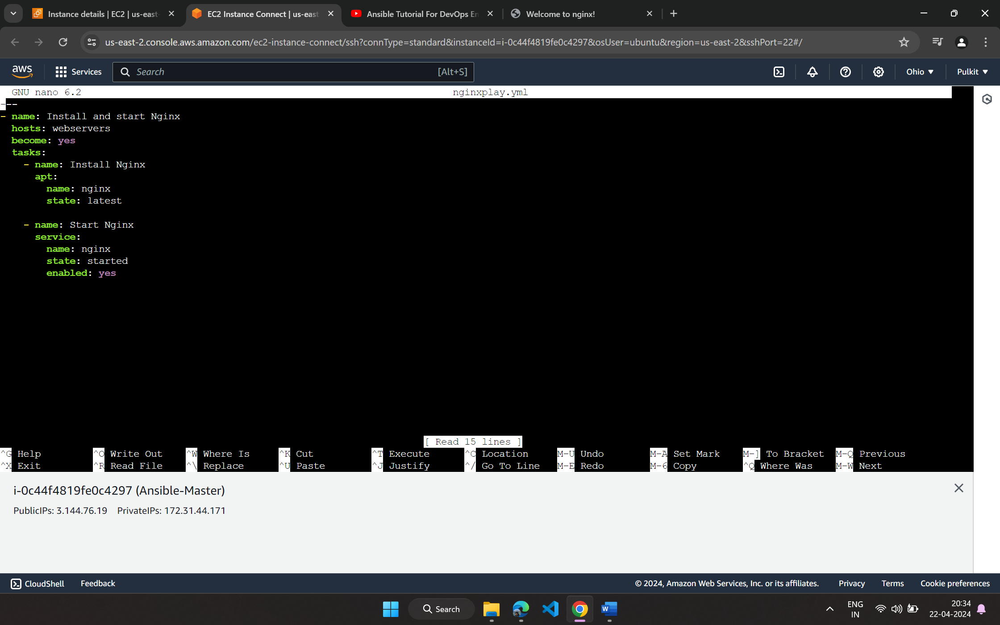 Instance details | EC2 | us-east-
EC2 Instance Connect | us-east
Ansible Tutorial For DevOps En
Welcome to nginx!
us-east-2.console.aws.amazon.com/ec2-instance-connect/ssh?connType=standard&instanceId=i-0c44f4819fe0c4297&osUser=ubuntu&region=us-east-2&sshPort=22#/
aws Services Search [Alt+S] Ohio Pulkit
GNU nano 6.2 nginxplay.yml
---
- name: Install and start Nginx
  hosts: webservers
  become: yes
  tasks:
    - name: Install Nginx
      apt:
        name: nginx
        state: latest

    - name: Start Nginx
      service:
        name: nginx
        state: started
        enabled: yes
[ Read 15 lines ]
^G Help ^O Write Out ^W Where Is ^K Cut ^T Execute ^C Location M-U Undo M-A Set Mark M-] To Bracket M-Q Previous
^X Exit ^R Read File ^\ Replace ^U Paste ^J Justify ^/ Go To Line M-E Redo M-6 Copy ^Q Where Was M-W Next
i-0c44f4819fe0c4297 (Ansible-Master)
PublicIPs: 3.144.76.19 PrivateIPs: 172.31.44.171
CloudShell Feedback © 2024, Amazon Web Services, Inc. or its affiliates. Privacy Terms Cookie preferences
Search
W
ENG
IN
20:34
22-04-2024